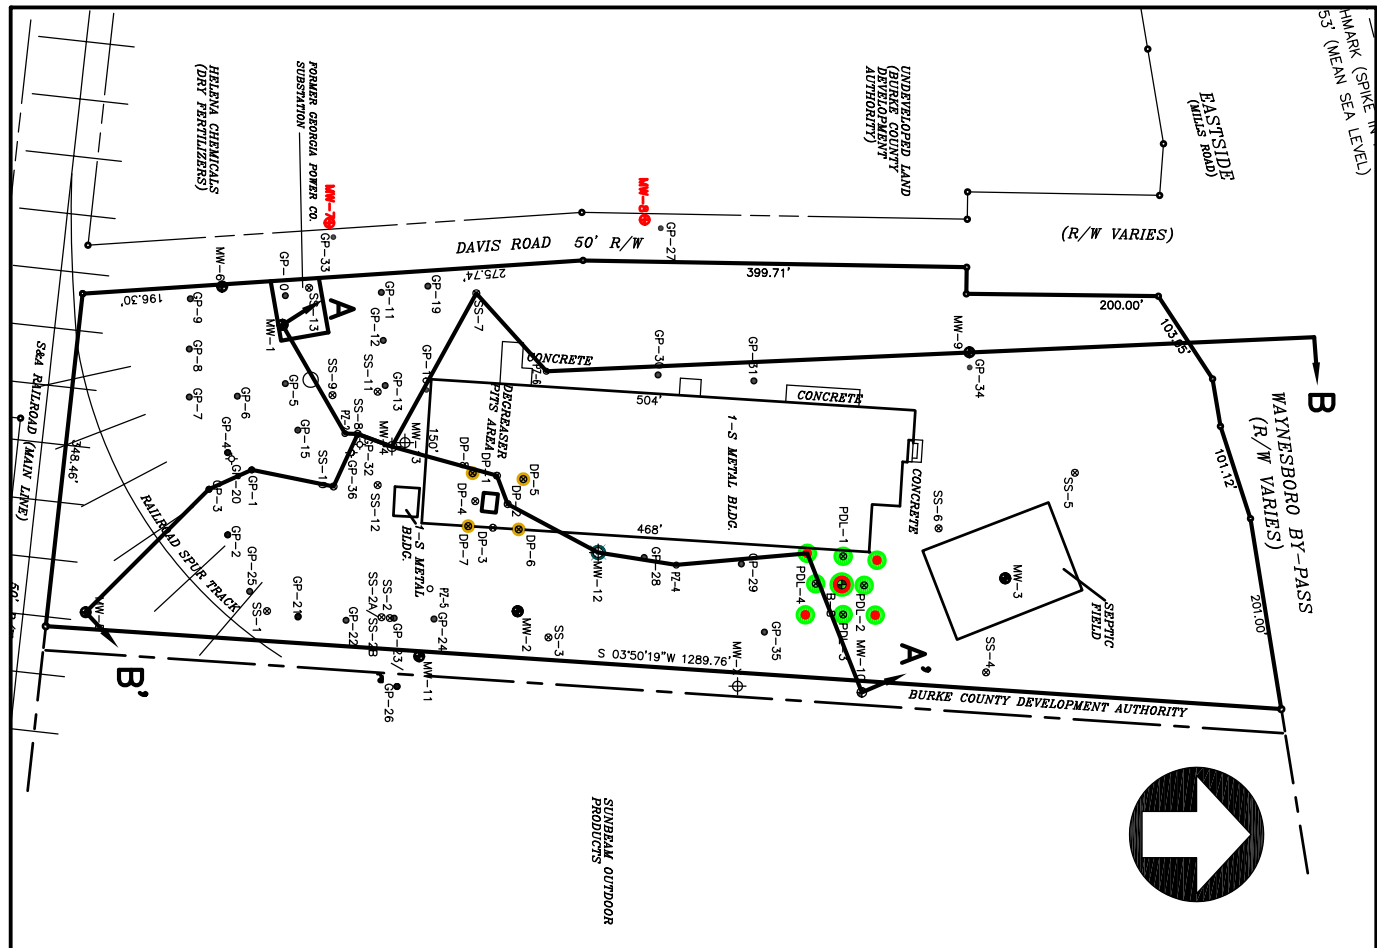 HMARK (SPIKE IN
53' (MEAN SEA LEVEL)
EASTSIDE
(MILLS ROAD)
UNDEVELOPED LAND
(BURKE COUNTY
DEVELOPMENT
AUTHORITY)
FORMER GEORGIA POWER CO.
SUBSTATION
HELENA CHEMICALS
(DRY FERTILIZERS)
MW-7
MW-8
GP-33
GP-27
DAVIS ROAD 50' R/W
(R/W VARIES)
275.74'
399.71'
200.00'
103.05'
101.12'
201.00'
196.30'
348.46'
WAYNESBORO BY-PASS
(R/W VARIES)
B
A
MW-6
MW-1
SS-13
GP-9
GP-8
GP-7
GP-6
GP-5
GP-11
GP-12
GP-13
GP-19
SS-7
SS-9
SS-11
GP-15
PZ-2
SS-8
GP-32
GP-36
SS-12
GP-4
GP-20
GP-1
GP-3
GP-2
GP-25
SS-1
GP-21
GP-22
SS-2
SS-2A/SS-2B
GP-23/
GP-24
PZ-5
GP-26
MW-11
MW-2
SS-3
CONCRETE
PZ-6
GP-30
GP-31
MW-9
GP-34
504'
150'
468'
DEGREASER
PITS AREA
CONCRETE
CONCRETE
1-S METAL BLDG.
1-S METAL
BLDG.
DP-8
DP-1
DP-5
DP-4
DP-2
DP-7
DP-3
DP-6
MW-12
GP-28
PZ-4
GP-29
GP-35
PDL-1
PDL-4
PDL-2
PDL-3
MW-10
SS-6
SS-5
MW-3
SS-4
SEPTIC
FIELD
A'
B'
S 03°50'19"W 1289.76'
BURKE COUNTY DEVELOPMENT AUTHORITY
S&A RAILROAD (MAIN LINE)
RAILROAD SPUR TRACK
SUNBEAM OUTDOOR
PRODUCTS